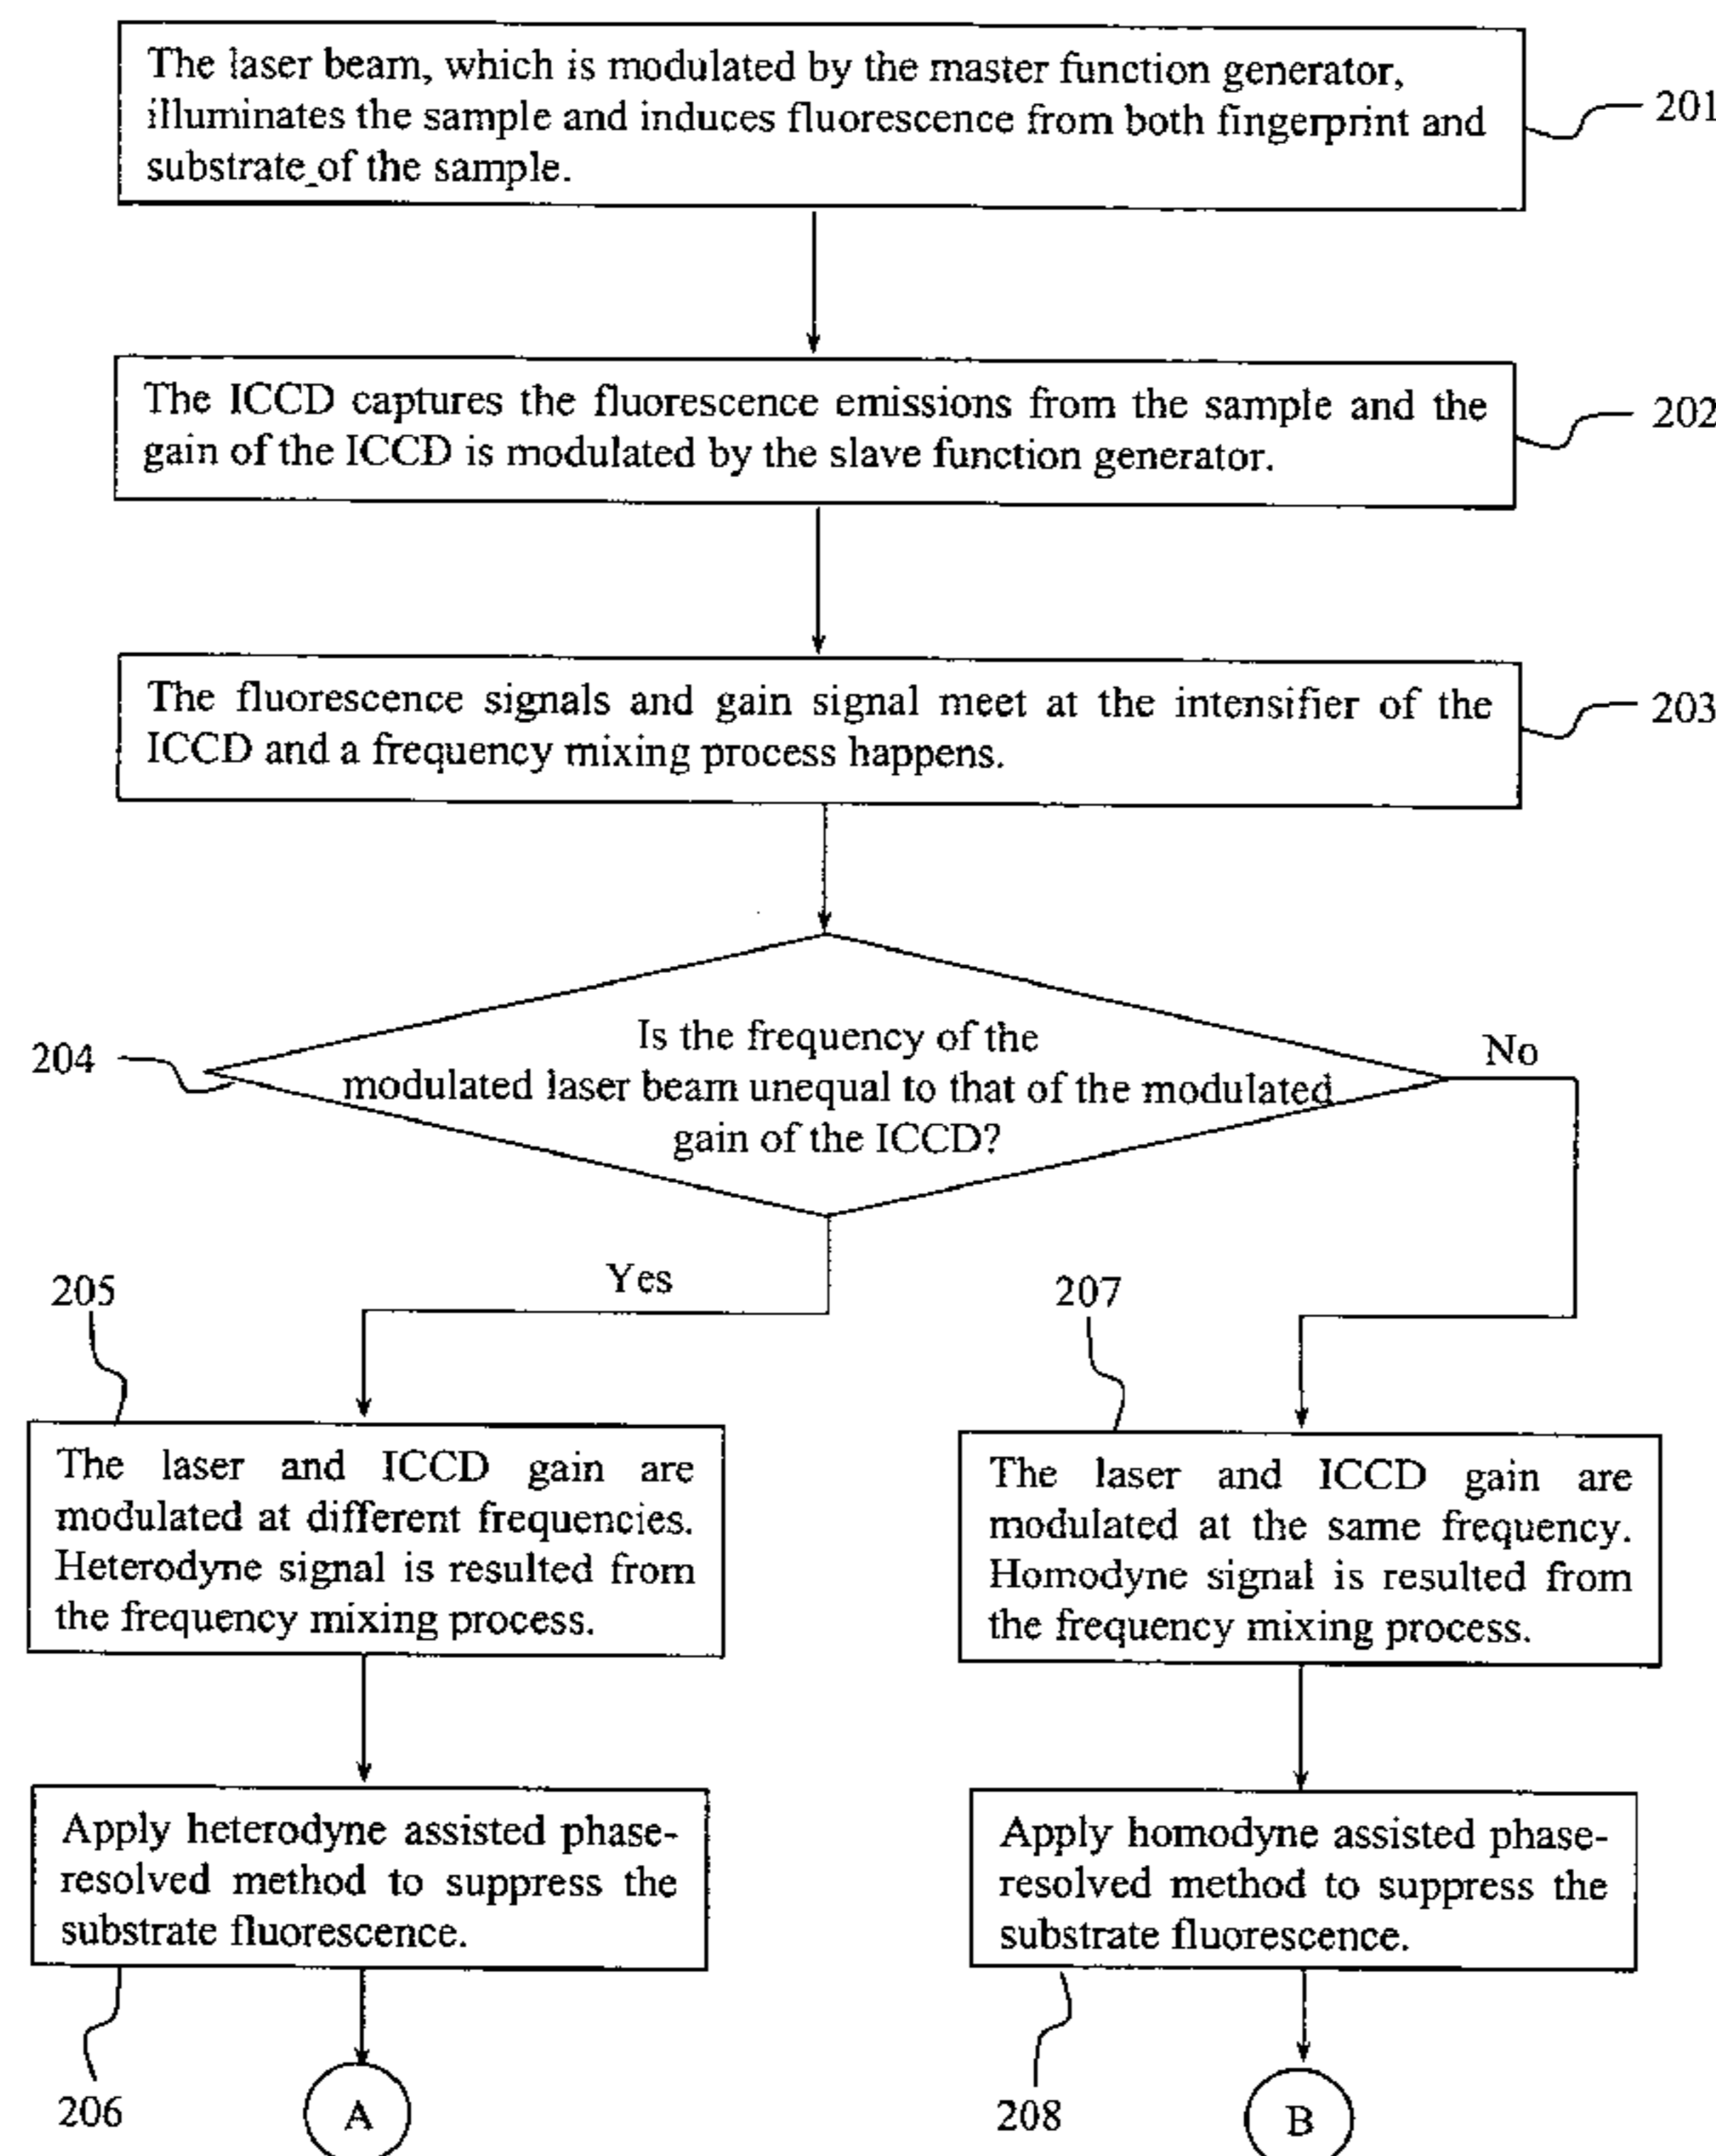 The laser beam, which is modulated by the master function generator,
illuminates the sample and induces fluorescence from both fingerprint and
substrate of the sample.
201
The ICCD captures the fluorescence emissions from the sample and the
gain of the ICCD is modulated by the slave function generator.
202
The fluorescence signals and gain signal meet at the intensifier of the
ICCD and a frequency mixing process happens.
203
204
Is the frequency of the
modulated laser beam unequal to that of the modulated
gain of the ICCD?
No
Yes
205
207
The laser and ICCD gain are
modulated at different frequencies.
Heterodyne signal is resulted from
the frequency mixing process.
The laser and ICCD gain are
modulated at the same frequency.
Homodyne signal is resulted from
the frequency mixing process.
Apply heterodyne assisted phase-
resolved method to suppress the
substrate fluorescence.
Apply homodyne assisted phase-
resolved method to suppress the
substrate fluorescence.
206
A
208
B